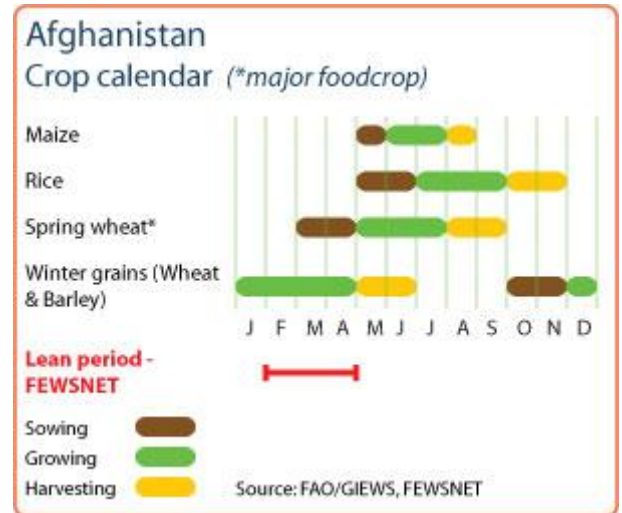 Afghanistan
Crop calendar (*major foodcrop)
Maize
Rice
Spring wheat*
Winter grains (Wheat
& Barley)
J F M A M J J A S O N D
Lean period -
FEWSNET
Sowing
Growing
Harvesting
Source: FAO/GIEWS, FEWSNET